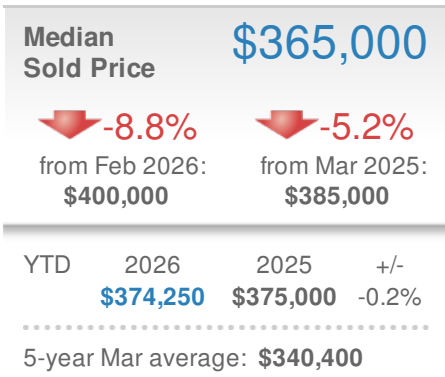 Median $365,000
Sold Price
-8.8% -5.2%
from Feb 2026: from Mar 2025:
$400,000 $385,000
YTD 2026 2025 +/-
$374,250 $375,000 -0.2%
5-year Mar average: $340,400